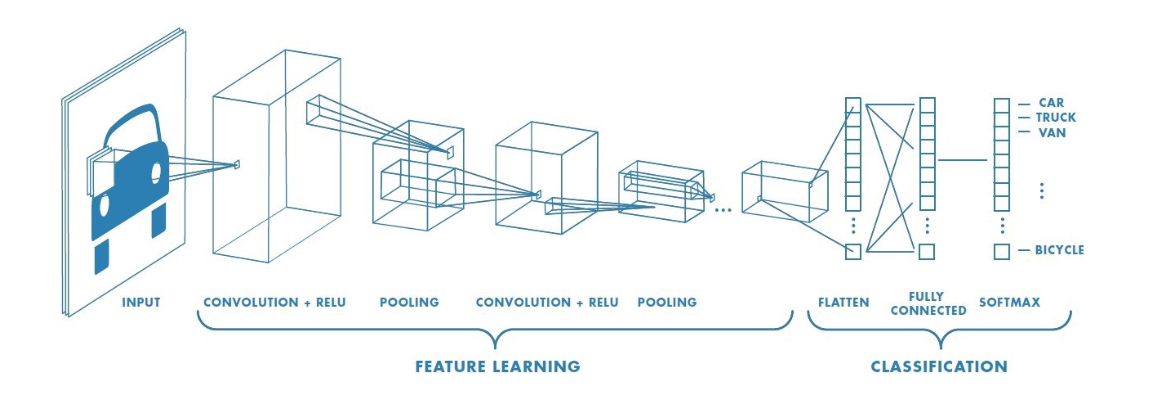 CAR
TRUCK
VAN
BICYCLE
INPUT
CONVOLUTION + RELU
POOLING
CONVOLUTION + RELU
POOLING
FLATTEN
FULLY
CONNECTED
SOFTMAX
FEATURE LEARNING
CLASSIFICATION